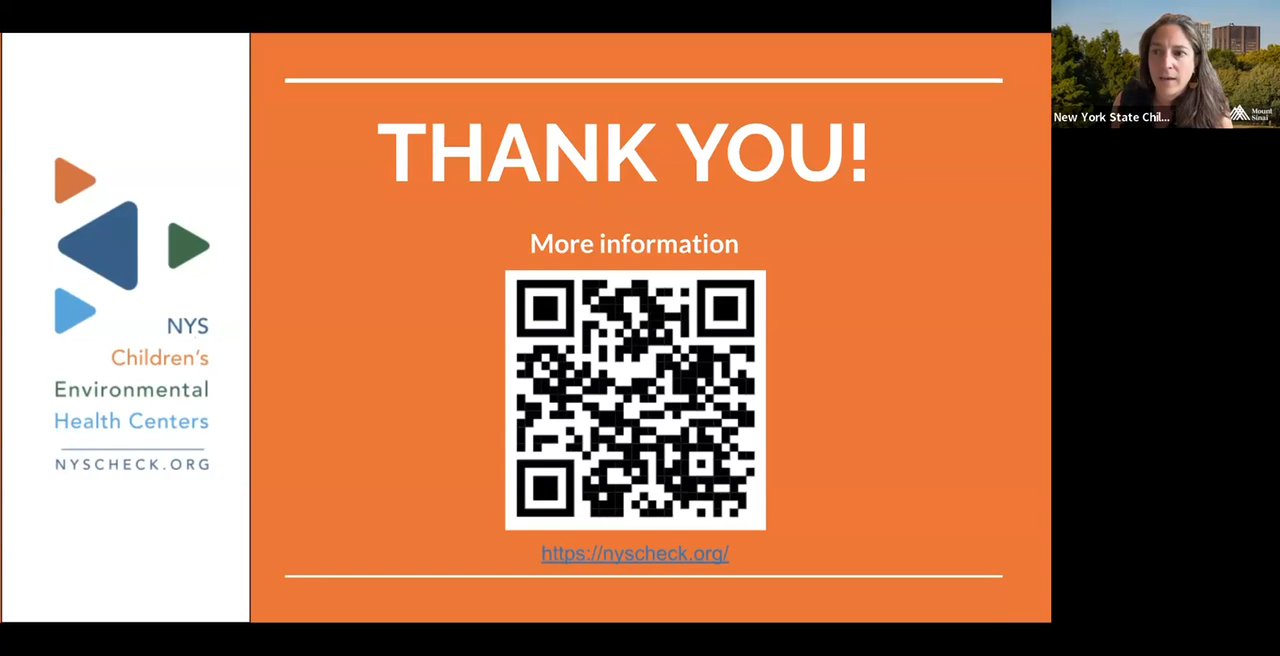 NYS
Children's
Environmental
Health Centers
NYSCHECK.ORG
THANK YOU!
More information
https://nyscheck.org/
New York State Chil...
Mount
Sinai